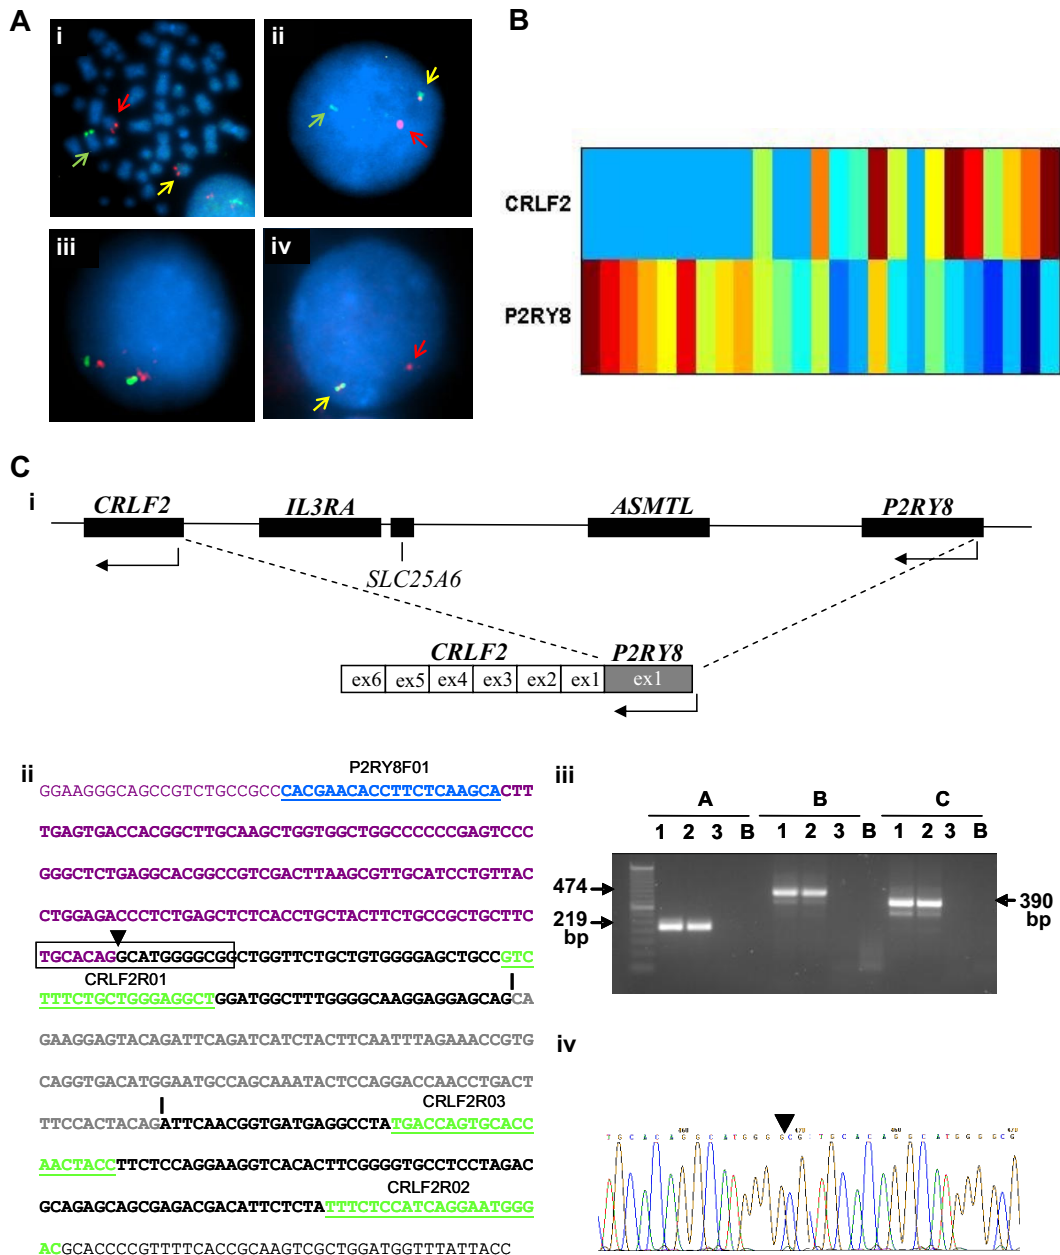 A
i
ii
iii
iv
B
CRLF2
P2RY8
C
i
CRLF2 IL3RA ASMTL P2RY8
SLC25A6
CRLF2 P2RY8
ex6 ex5 ex4 ex3 ex2 ex1 ex1
ii
P2RY8F01
GGAAGGGCAGCCGTCTGCCGCCCACGAACACCTTCTCAAGCACTT
TGAGTGACCACGGCTTGCAAGCTGGTGGCTGGCCCCCCGAGTCCC
GGGCTCTGAGGCACGGCCGTCGACTTAAGCGTTGCATCCTGTTAC
CTGGAGACCCTCTGAGCTCTCACCTGCTACTTCTGCCGCTGCTTC
TGCACAGGCATGGGGCGGCTGGTTCTGCTGTGGGGAGCTGCCGTC
CRLF2R01
TTTCTGCTGGGAGGCTGGATGGCTTTGGGGCAAGGAGGAGCAGCA
GAAGGAGTACAGATTCAGATCATCTACTTCAATTTAGAAACCGTG
CAGGTGACATGGAATGCCAGCAAATACTCCAGGACCAACCTGACT
CRLF2R03
TTCCACTACAGATTCAACGGTGATGAGGCCTATGACCAGTGCACC
AACTACCTTCTCCAGGAAGGTCACACTTCGGGGTGCCTCCTAGAC
CRLF2R02
GCAGAGCAGCGAGACGACATTCTCTATTTCTCCATCAGGAATGGG
ACGCACCCCGTTTTCACCGCAAGTCGCTGGATGGTTTATTACC
iii
A B C
1 2 3 B 1 2 3 B 1 2 3 B
474
219
bp
390
bp
iv
TGCACAGGCATGGGGCG TGCACAGGCATGGGGCG